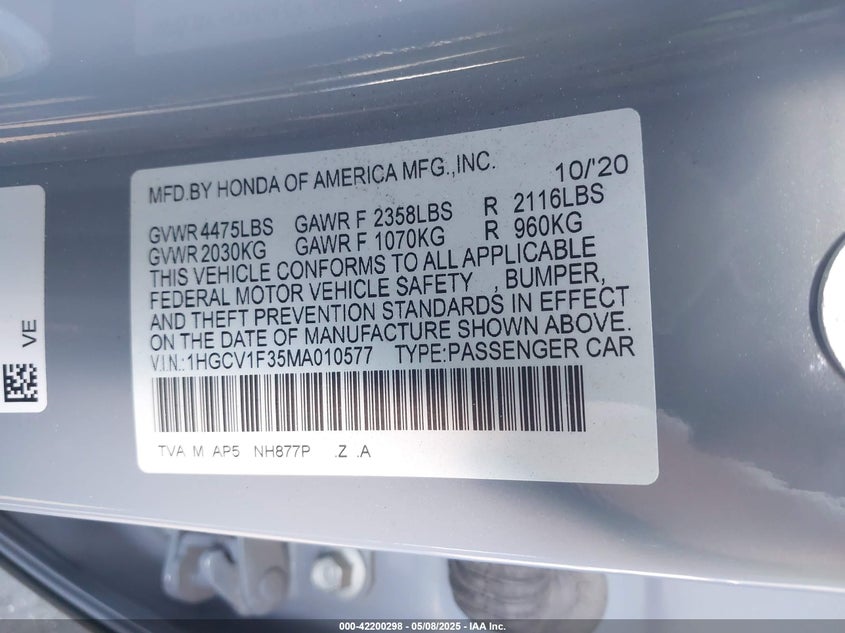 MFD.BY HONDA OF AMERICA MFG.,INC. 10/'20
GVWR 4475LBS GAWR F 2358LBS R 2116LBS
GVWR 2030KG GAWR F 1070KG R 960KG
THIS VEHICLE CONFORMS TO ALL APPLICABLE
FEDERAL MOTOR VEHICLE SAFETY , BUMPER,
AND THEFT PREVENTION STANDARDS IN EFFECT
ON THE DATE OF MANUFACTURE SHOWN ABOVE.
V.I.N.:1HGCV1F35MA010577 TYPE:PASSENGER CAR
TVA M AP5 NH877P .Z .A
VE
000-42200298 - 05/08/2025 - IAA Inc.